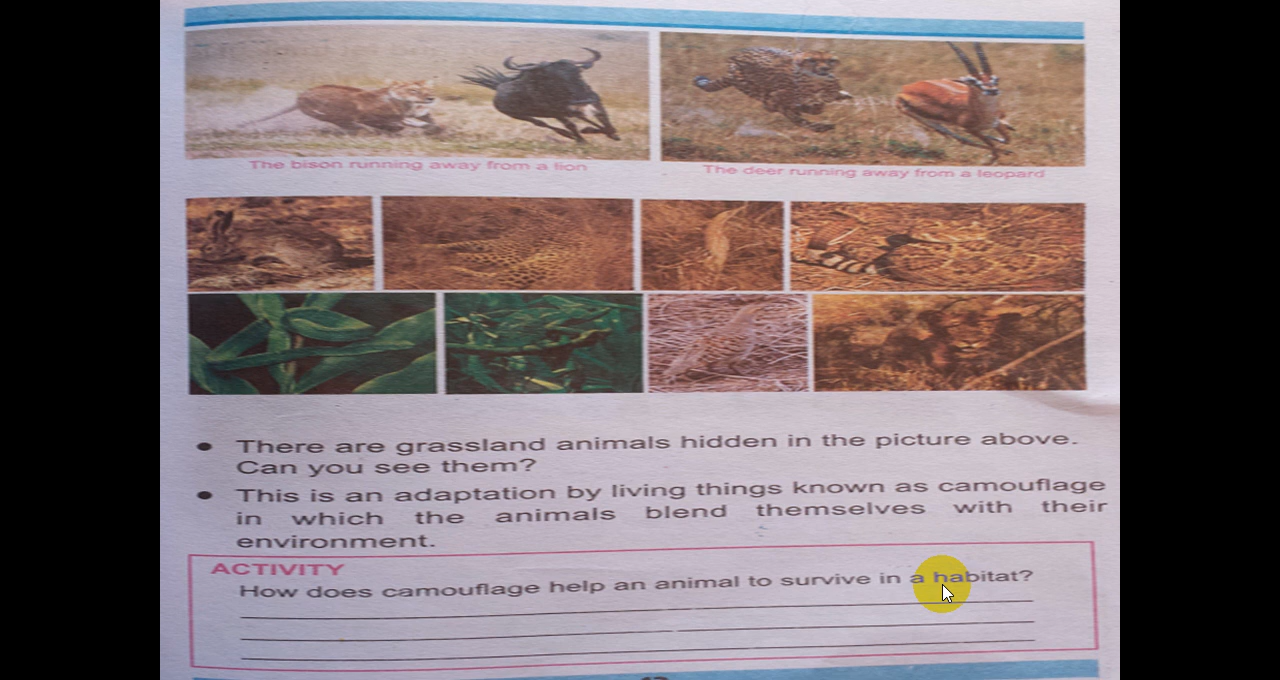 The bison running away from a lion
The deer running away from a leopard
There are grassland animals hidden in the picture above.
Can you see them?
This is an adaptation by living things known as camouflage
in which the animals blend themselves with their
environment.
ACTIVITY
How does camouflage help an animal to survive in a habitat?